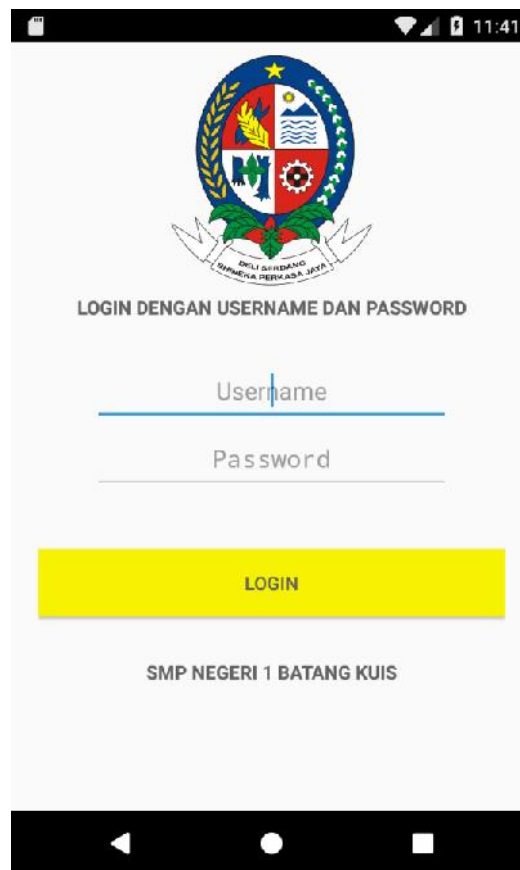 11:41
DELI SERDANG
BHINNEKA PERKASA JAYA
LOGIN DENGAN USERNAME DAN PASSWORD
Username
Password
LOGIN
SMP NEGERI 1 BATANG KUIS